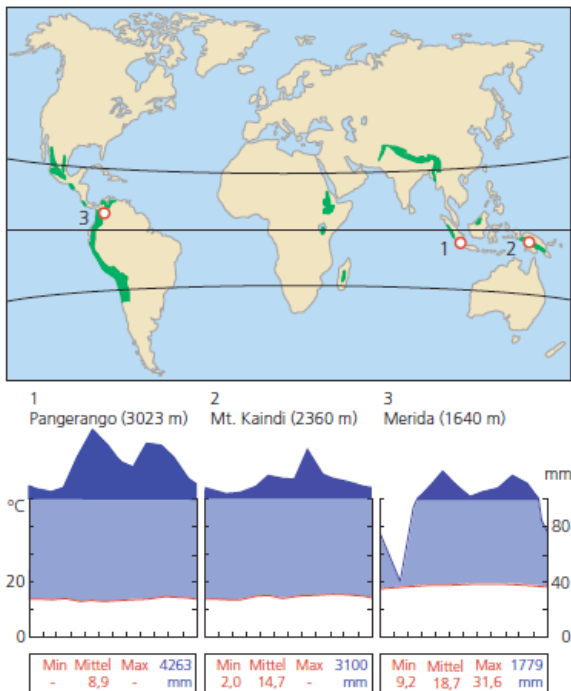 3
1
2
1
Pangerango (3023 m)
2
Mt. Kaindi (2360 m)
3
Merida (1640 m)
°C
20
0
mm
80
40
0
Min Mittel Max 4263
- 8,9 - mm
Min Mittel Max 3100
2,0 14,7 - mm
Min Mittel Max 1779
9,2 18,7 31,6 mm